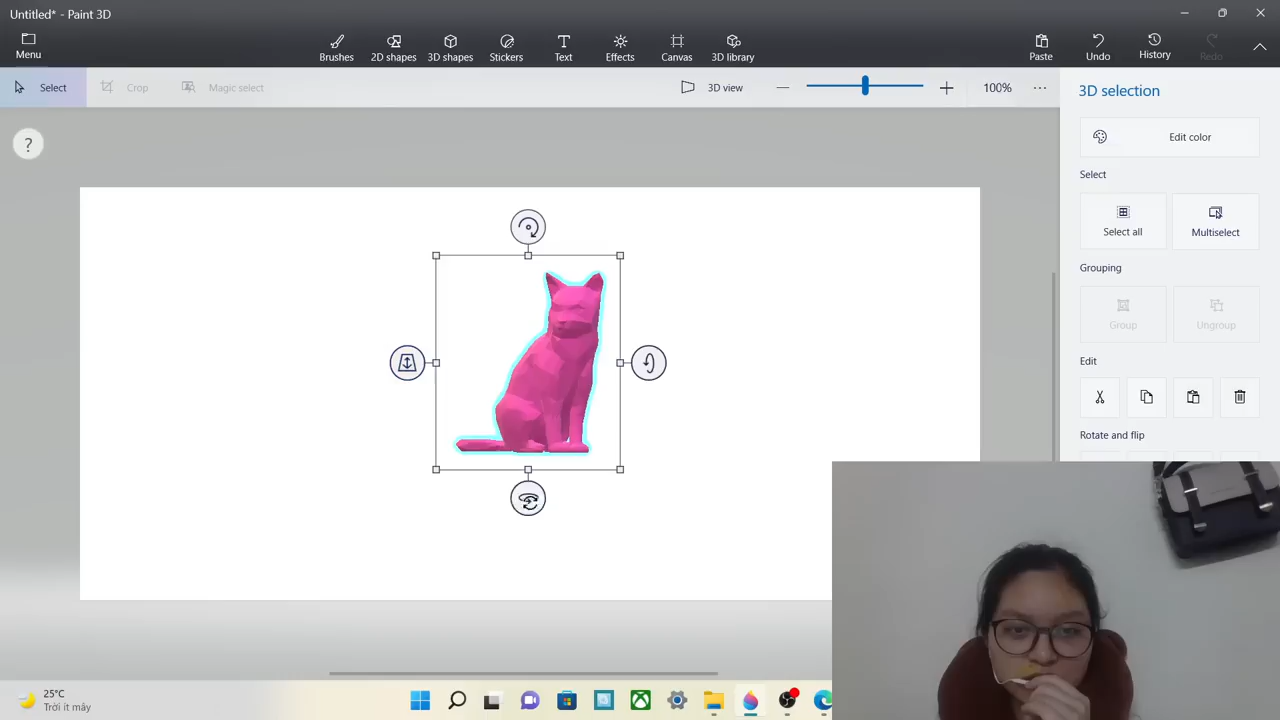 Untitled* - Paint 3D
Menu
Brushes
2D shapes
3D shapes
Stickers
Text
Effects
Canvas
3D library
Paste
Undo
History
Redo
Select
Crop
Magic select
3D view
100%
3D selection
?
Edit color
Select
Select all
Multiselect
Grouping
Group
Ungroup
Edit
Rotate and flip
25°C
Trời ít mây